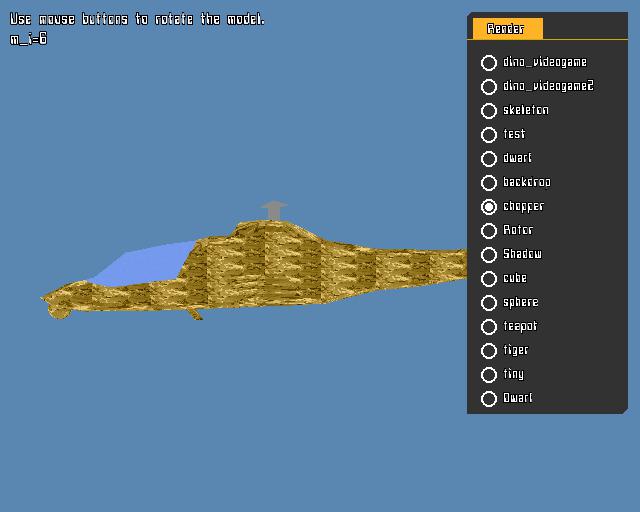 Use mouse buttons to rotate the model.
m_i=6
Render
dino_videogame
dino_videogame2
skeleton
test
dwarf
backdrop
chopper
Rotor
Shadow
cube
sphere
teapot
tiger
tiny
Dwarf